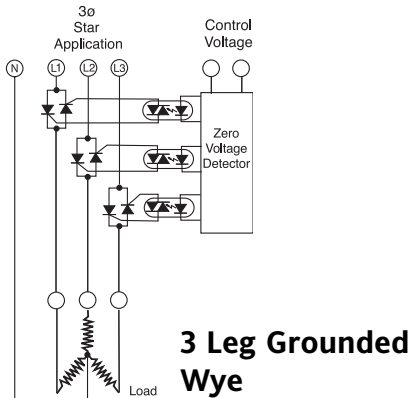 3ø
Star
Application
Control
Voltage
N L1 L2 L3
Zero
Voltage
Detector
Load
3 Leg Grounded
Wye